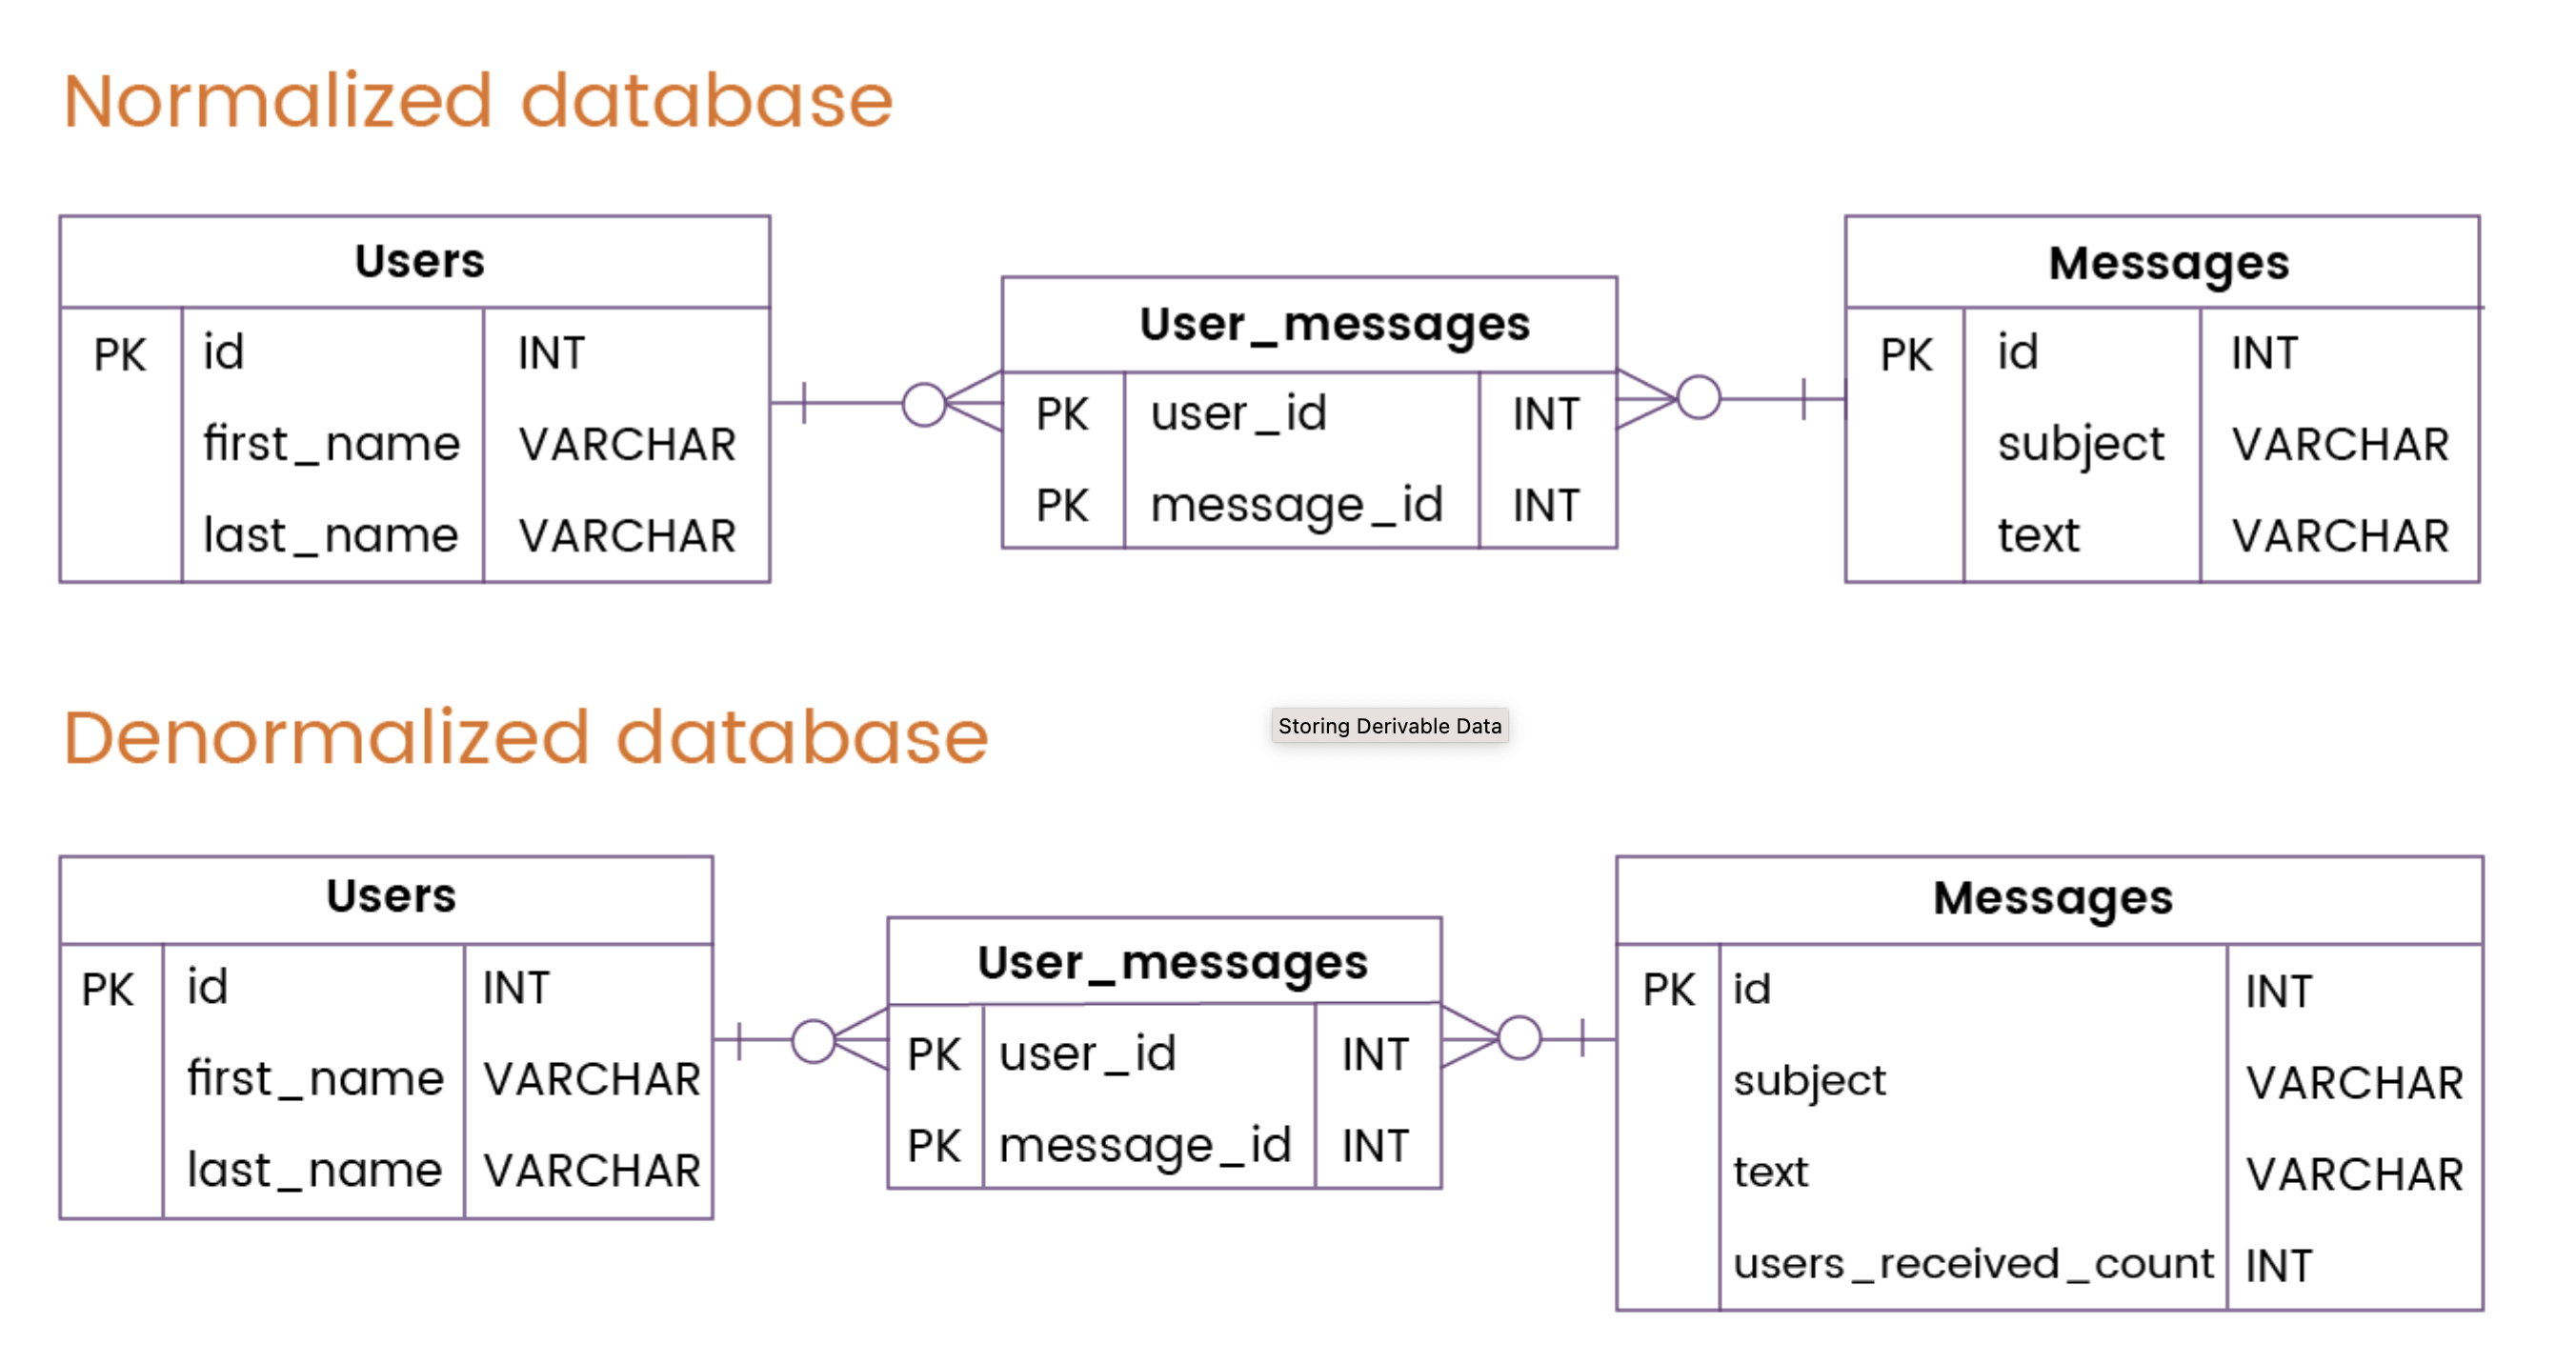 Normalized database
Users
PK id INT
first_name VARCHAR
last_name VARCHAR
User_messages
PK user_id INT
PK message_id INT
Messages
PK id INT
subject VARCHAR
text VARCHAR
Denormalized database
Storing Derivable Data
Users
PK id INT
first_name VARCHAR
last_name VARCHAR
User_messages
PK user_id INT
PK message_id INT
Messages
PK id INT
subject VARCHAR
text VARCHAR
users_received_count INT